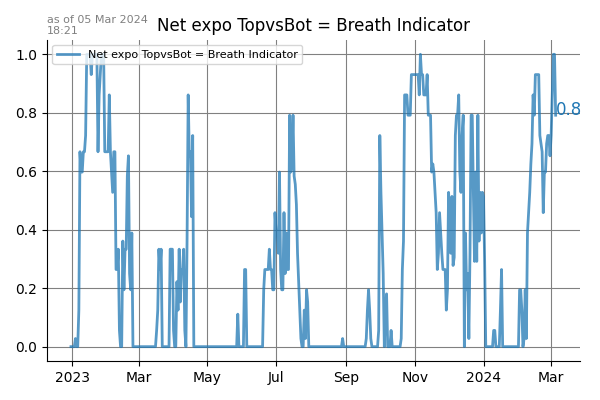 as of 05 Mar 2024
18:21
Net expo TopvsBot = Breath Indicator
Net expo TopvsBot = Breath Indicator
1.0
0.8
0.8
0.6
0.4
0.2
0.0
2023 Mar May Jul Sep Nov 2024 Mar